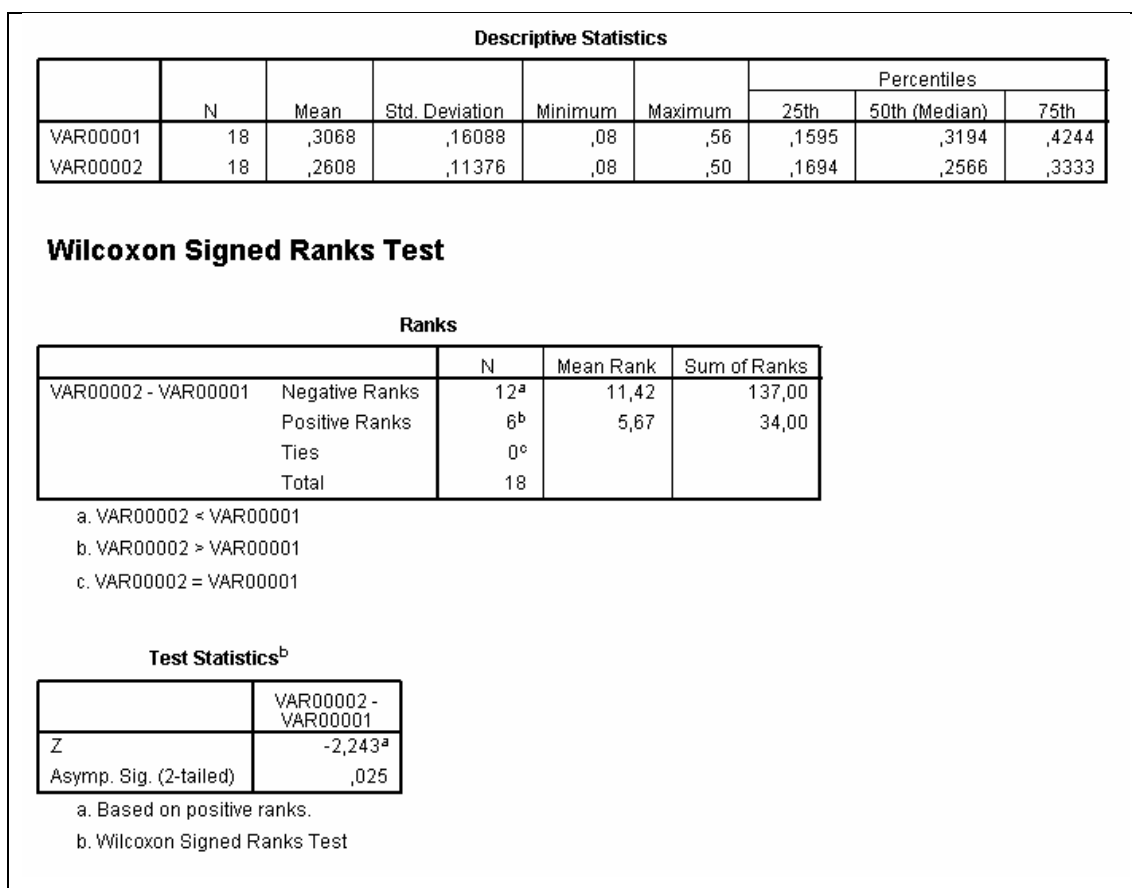 Descriptive Statistics
Percentiles
N Mean Std. Deviation Minimum Maximum 25th 50th (Median) 75th
VAR00001 18 ,3068 ,16088 ,08 ,56 ,1595 ,3194 ,4244
VAR00002 18 ,2608 ,11376 ,08 ,50 ,1694 ,2566 ,3333
Wilcoxon Signed Ranks Test
Ranks
N Mean Rank Sum of Ranks
VAR00002 - VAR00001 Negative Ranks 12a 11,42 137,00
Positive Ranks 6b 5,67 34,00
Ties 0c
Total 18
a. VAR00002 < VAR00001
b. VAR00002 > VAR00001
c. VAR00002 = VAR00001
Test Statisticsb
VAR00002 -
VAR00001
Z -2,243a
Asymp. Sig. (2-tailed) ,025
a. Based on positive ranks.
b. Wilcoxon Signed Ranks Test